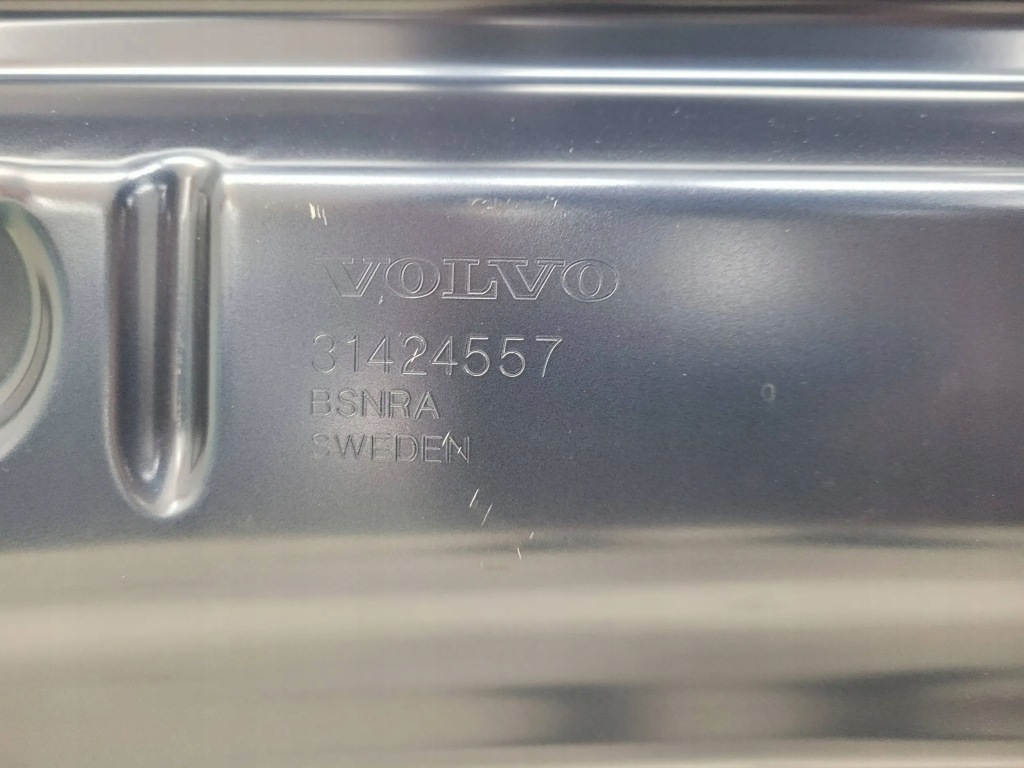 VOLVO
31424557
BSNRA
SWEDEN